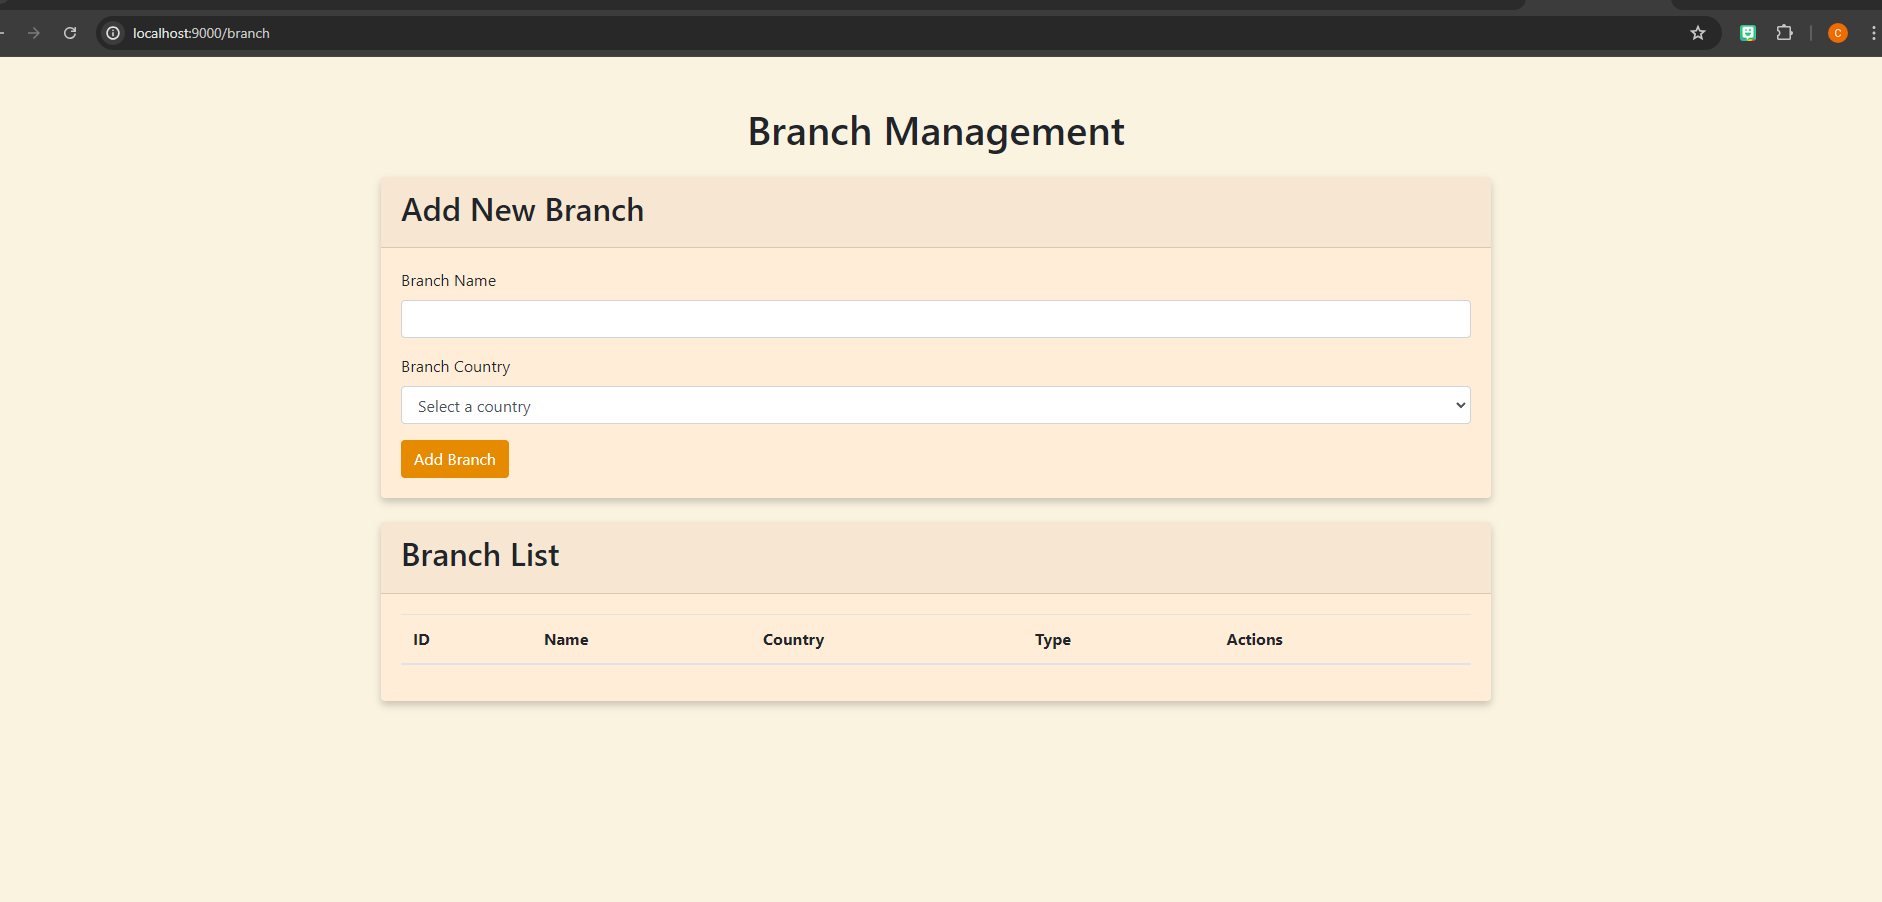 localhost:9000/branch
C
Branch Management
Add New Branch
Branch Name
Branch Country
Select a country
Add Branch
Branch List
ID Name Country Type Actions